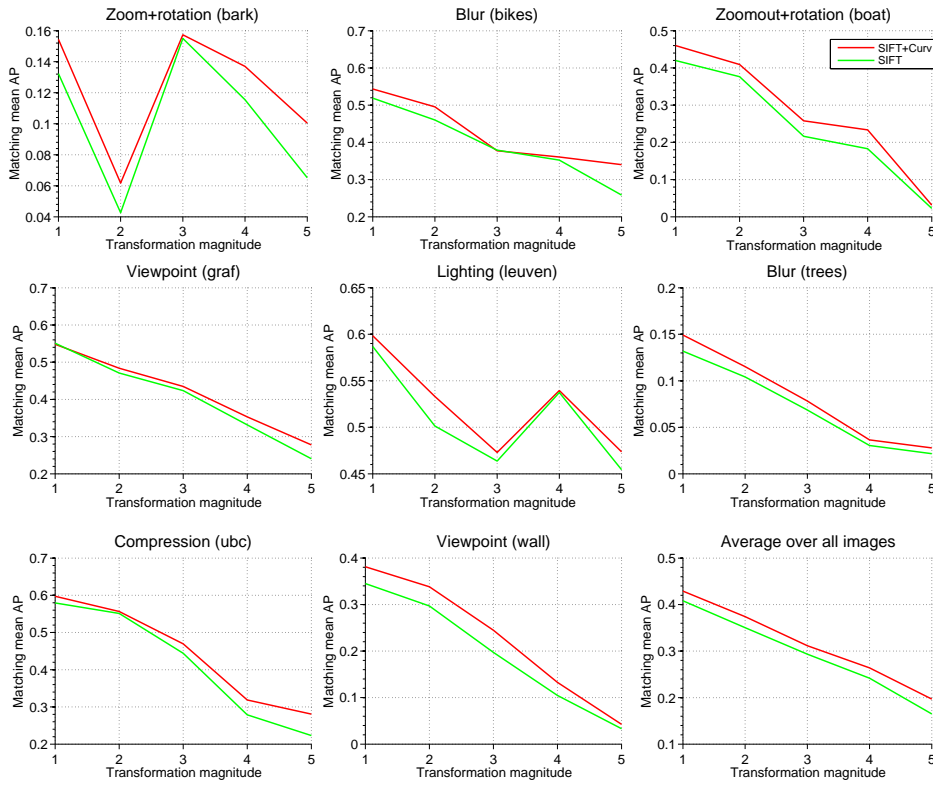 Zoom+rotation (bark)
Matching mean AP
0.16
0.14
0.12
0.1
0.08
0.06
0.04
1 2 3 4 5
Transformation magnitude
Blur (bikes)
Matching mean AP
0.7
0.6
0.5
0.4
0.3
0.2
1 2 3 4 5
Transformation magnitude
Zoomout+rotation (boat)
Matching mean AP
0.5
0.4
0.3
0.2
0.1
0
1 2 3 4 5
Transformation magnitude
SIFT+Curv
SIFT
Viewpoint (graf)
Matching mean AP
0.7
0.6
0.5
0.4
0.3
0.2
1 2 3 4 5
Transformation magnitude
Lighting (leuven)
Matching mean AP
0.65
0.6
0.55
0.5
0.45
1 2 3 4 5
Transformation magnitude
Blur (trees)
Matching mean AP
0.2
0.15
0.1
0.05
0
1 2 3 4 5
Transformation magnitude
Compression (ubc)
Matching mean AP
0.7
0.6
0.5
0.4
0.3
0.2
1 2 3 4 5
Transformation magnitude
Viewpoint (wall)
Matching mean AP
0.4
0.3
0.2
0.1
0
1 2 3 4 5
Transformation magnitude
Average over all images
Matching mean AP
0.5
0.4
0.3
0.2
0.1
1 2 3 4 5
Transformation magnitude